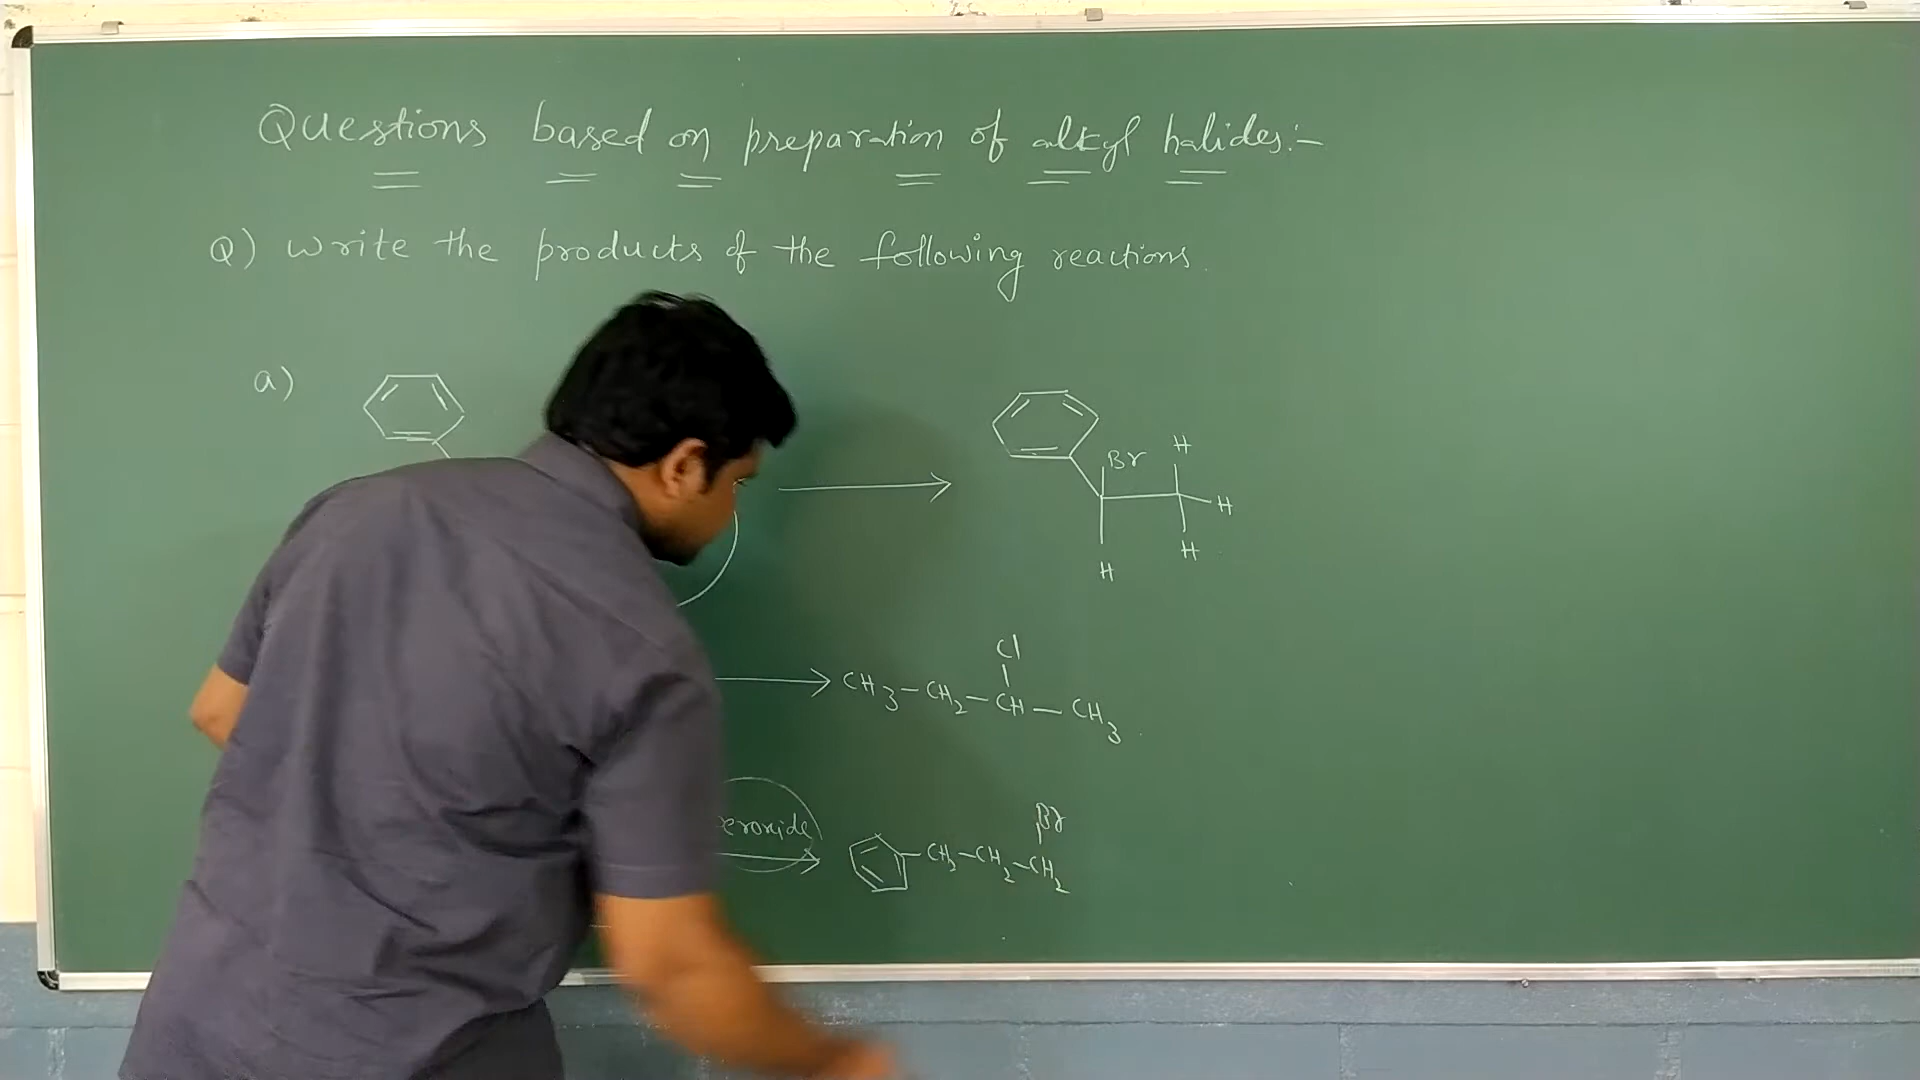 Questions based on preparation of alkyl halides:-
Q) Write the products of the following reactions.
a)
Br H
H
H H
Cl
CH3-CH2-CH-CH3
Br
CH2-CH2-CH2